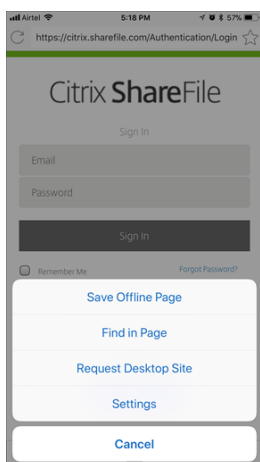 Airtel 5:18 PM 57%
https://citrix.sharefile.com/Authentication/Login
Citrix ShareFile
Sign In
Email
Password
Sign In
Remember Me Forgot Password?
Save Offline Page
Find in Page
Request Desktop Site
Settings
Cancel